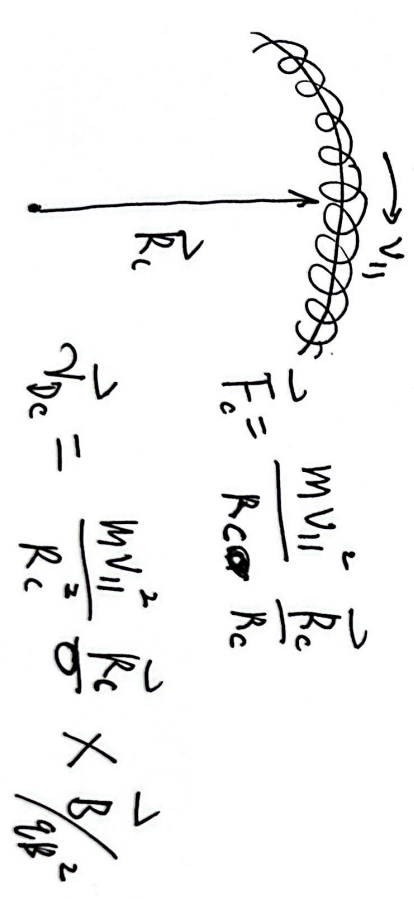 V||
R⃗c
F⃗c = mV||² / Rc R⃗c / Rc
V⃗Dc = mV||² / Rc² R⃗c × B⃗ / qB²